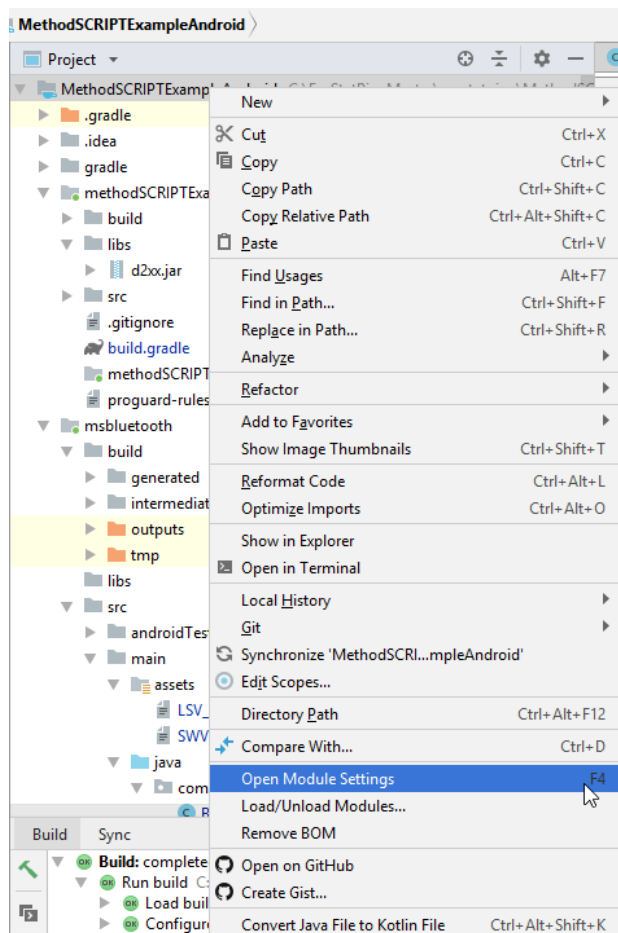 MethodSCRIPTExampleAndroid
Project
MethodSCRIPTExampl
.gradle
.idea
gradle
methodSCRIPTExa
build
libs
d2xx.jar
src
.gitignore
build.gradle
methodSCRIPT
proguard-rules
msbluetooth
build
generated
intermediat
outputs
tmp
libs
src
androidTes
main
assets
LSV_
SWV
java
com
New
Cut Ctrl+X
Copy Ctrl+C
Copy Path Ctrl+Shift+C
Copy Relative Path Ctrl+Alt+Shift+C
Paste Ctrl+V
Find Usages Alt+F7
Find in Path... Ctrl+Shift+F
Replace in Path... Ctrl+Shift+R
Analyze
Refactor
Add to Favorites
Show Image Thumbnails Ctrl+Shift+T
Reformat Code Ctrl+Alt+L
Optimize Imports Ctrl+Alt+O
Show in Explorer
Open in Terminal
Local History
Git
Synchronize 'MethodSCRI...mpleAndroid'
Edit Scopes...
Directory Path Ctrl+Alt+F12
Compare With... Ctrl+D
Open Module Settings F4
Load/Unload Modules...
Remove BOM
Open on GitHub
Create Gist...
Convert Java File to Kotlin File Ctrl+Alt+Shift+K
Build Sync
Build: complete
Run build C:
Load buil
Configure